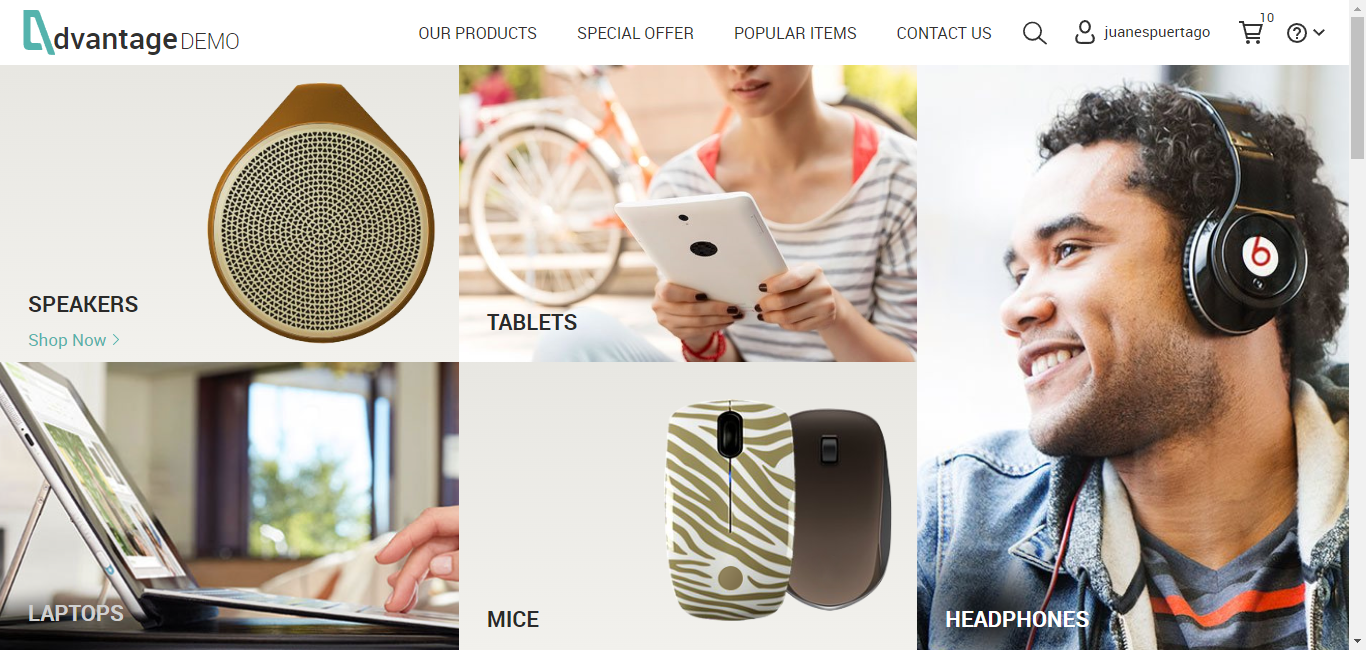 dvantage DEMO
OUR PRODUCTS
SPECIAL OFFER
POPULAR ITEMS
CONTACT US
juanespuertago
10
SPEAKERS
Shop Now
TABLETS
LAPTOPS
MICE
HEADPHONES